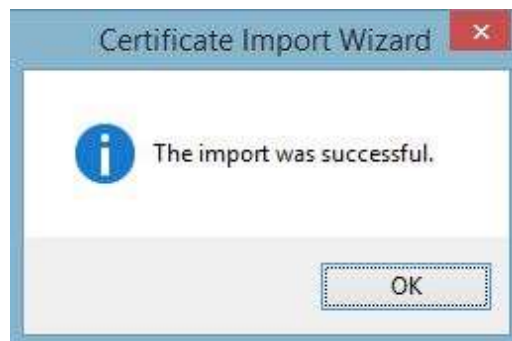 Certificate Import Wizard
The import was successful.
OK